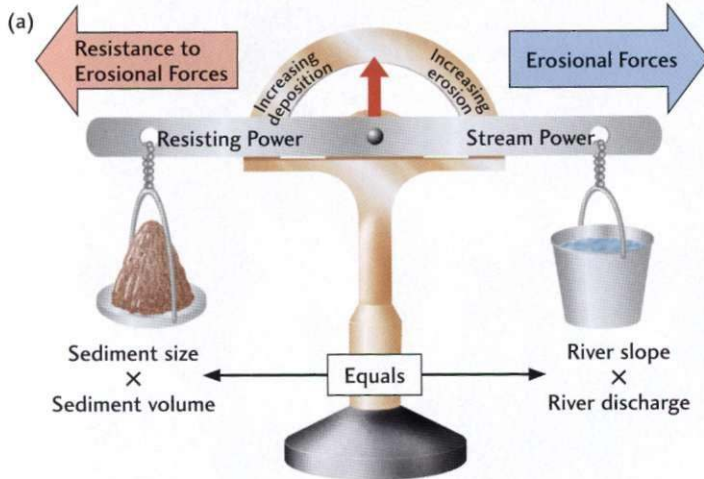 (a)
Resistance to
Erosional Forces
Increasing
deposition
Increasing
erosion
Erosional Forces
Resisting Power
Stream Power
Sediment size
×
Sediment volume
Equals
River slope
×
River discharge